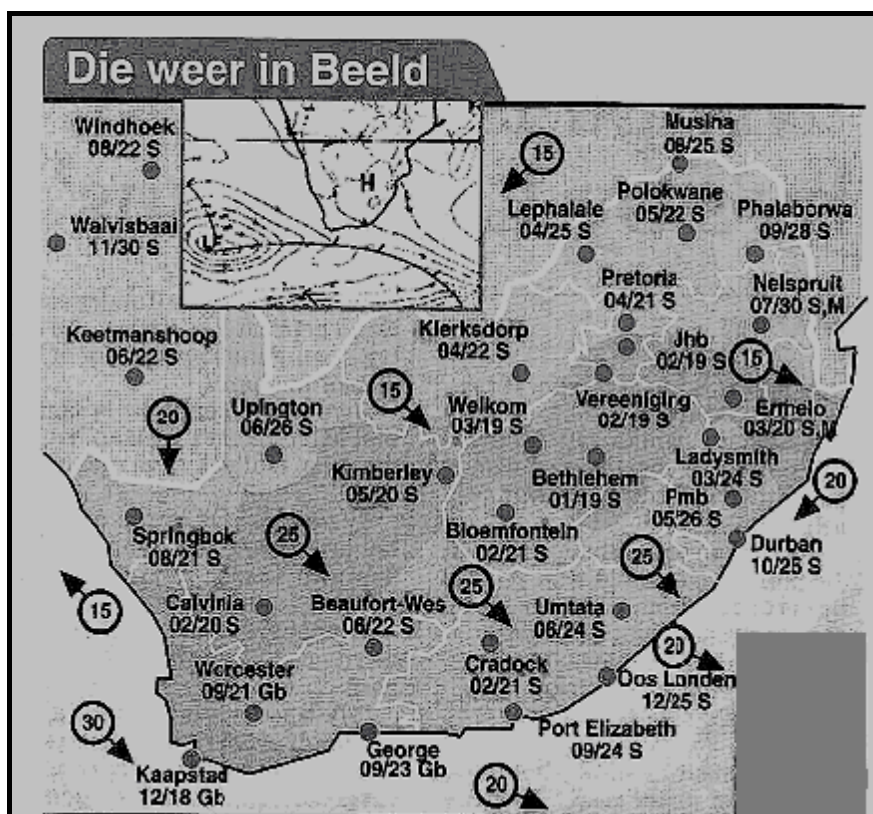 Die weer in Beeld
Windhoek
08/22 S
Walvisbaai
11/30 S
L
H
15
Musina
08/25 S
Polokwane
05/22 S
Lephalale
04/25 S
Phalaborwa
09/28 S
Pretoria
04/21 S
Nelspruit
07/30 S,M
Keetmanshoop
06/22 S
Klerksdorp
04/22 S
Jhb
02/19 S
15
20
Upington
06/26 S
15
Welkom
03/19 S
Vereeniging
02/19 S
Ermelo
03/20 S,M
Kimberley
05/20 S
Bethlehem
01/19 S
Ladysmith
03/24 S
Pmb
05/26 S
20
Springbok
08/21 S
25
Bloemfontein
02/21 S
25
Durban
10/25 S
15
Calvinia
02/20 S
Beaufort-Wes
06/22 S
25
Umtata
06/24 S
Worcester
09/21 Gb
Cradock
02/21 S
20
Oos Londen
12/25 S
30
Kaapstad
12/18 Gb
George
09/23 Gb
Port Elizabeth
09/24 S
20